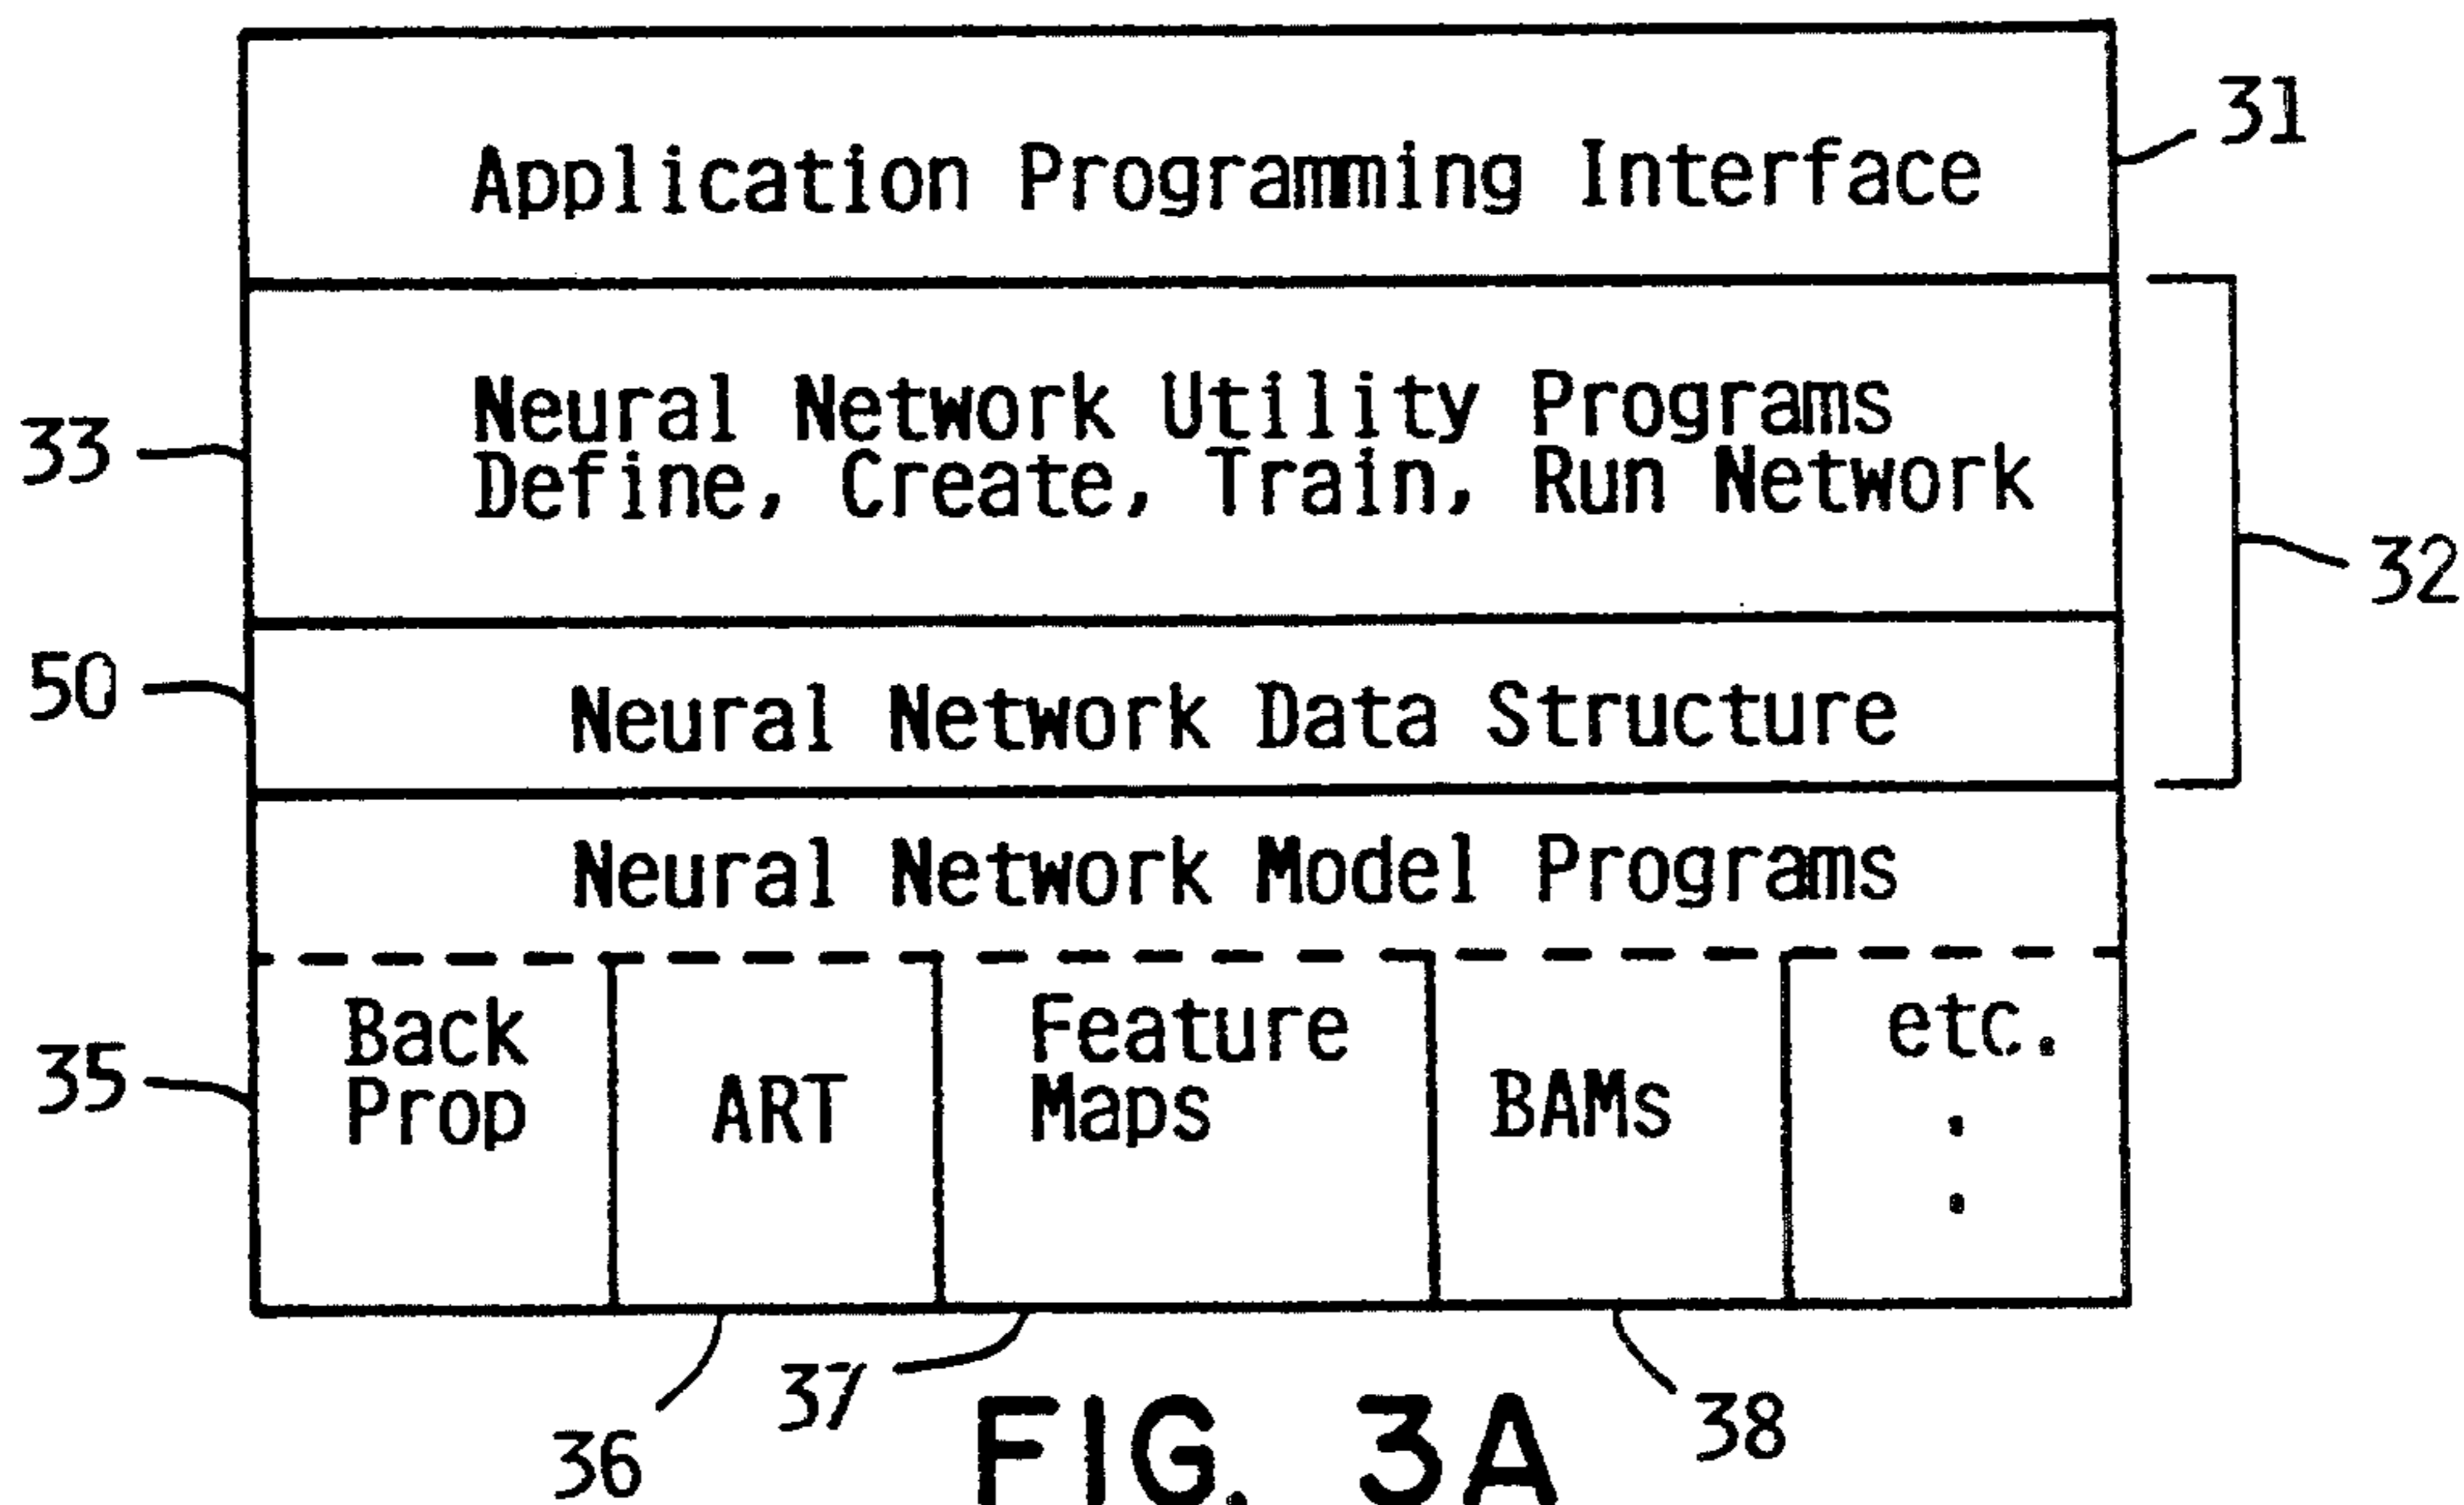 Application Programming Interface
31
Neural Network Utility Programs
Define, Create, Train, Run Network
33
32
50
Neural Network Data Structure
Neural Network Model Programs
35
Back
Prop
ART
Feature
Maps
BAMs
etc.
.
.
36
37
38
FIG. 3A